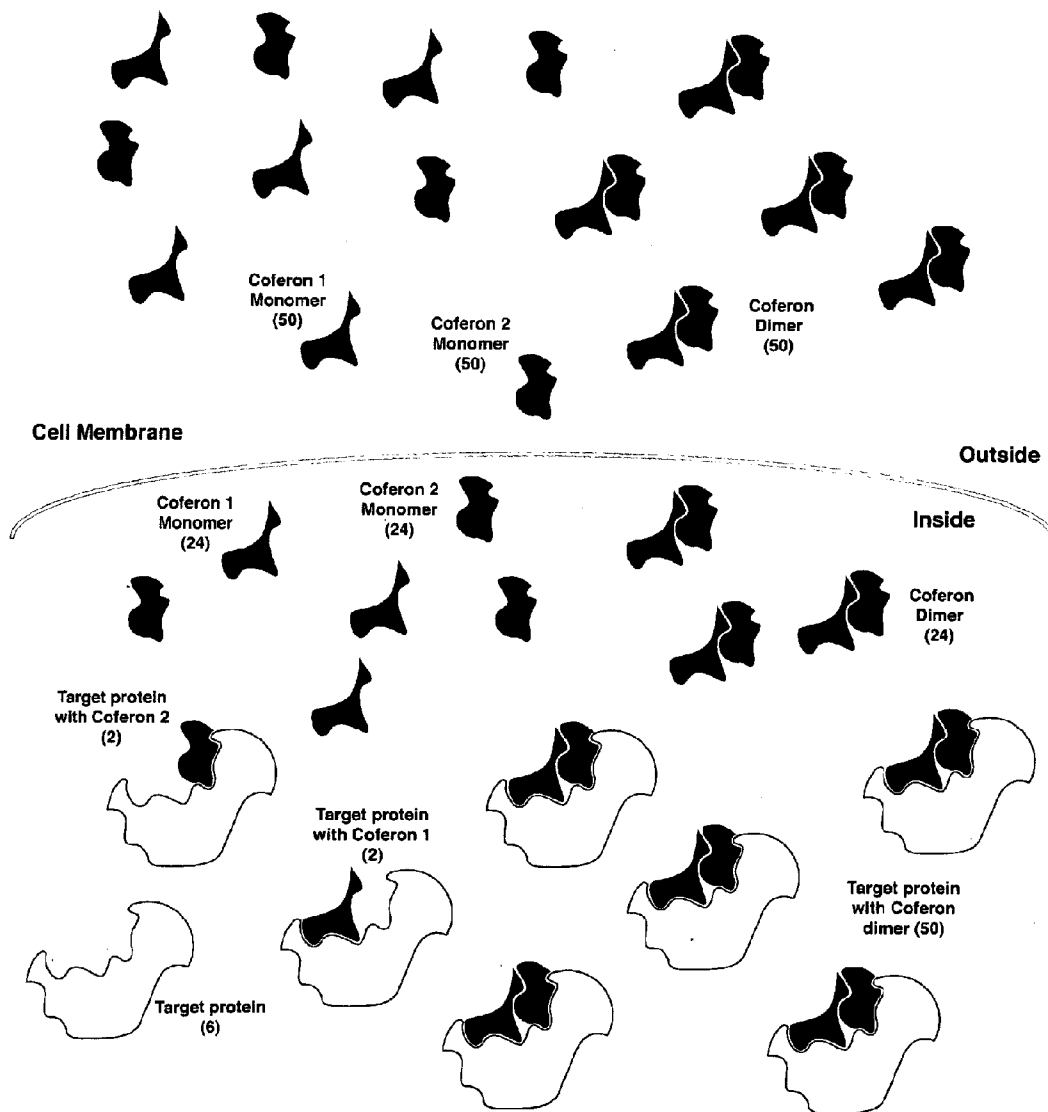 Coferon 1
Monomer
(50)
Coferon 2
Monomer
(50)
Coferon
Dimer
(50)
Cell Membrane
Outside
Coferon 1
Monomer
(24)
Coferon 2
Monomer
(24)
Inside
Coferon
Dimer
(24)
Target protein
with Coferon 2
(2)
Target protein
with Coferon 1
(2)
Target protein
with Coferon
dimer (50)
Target protein
(6)